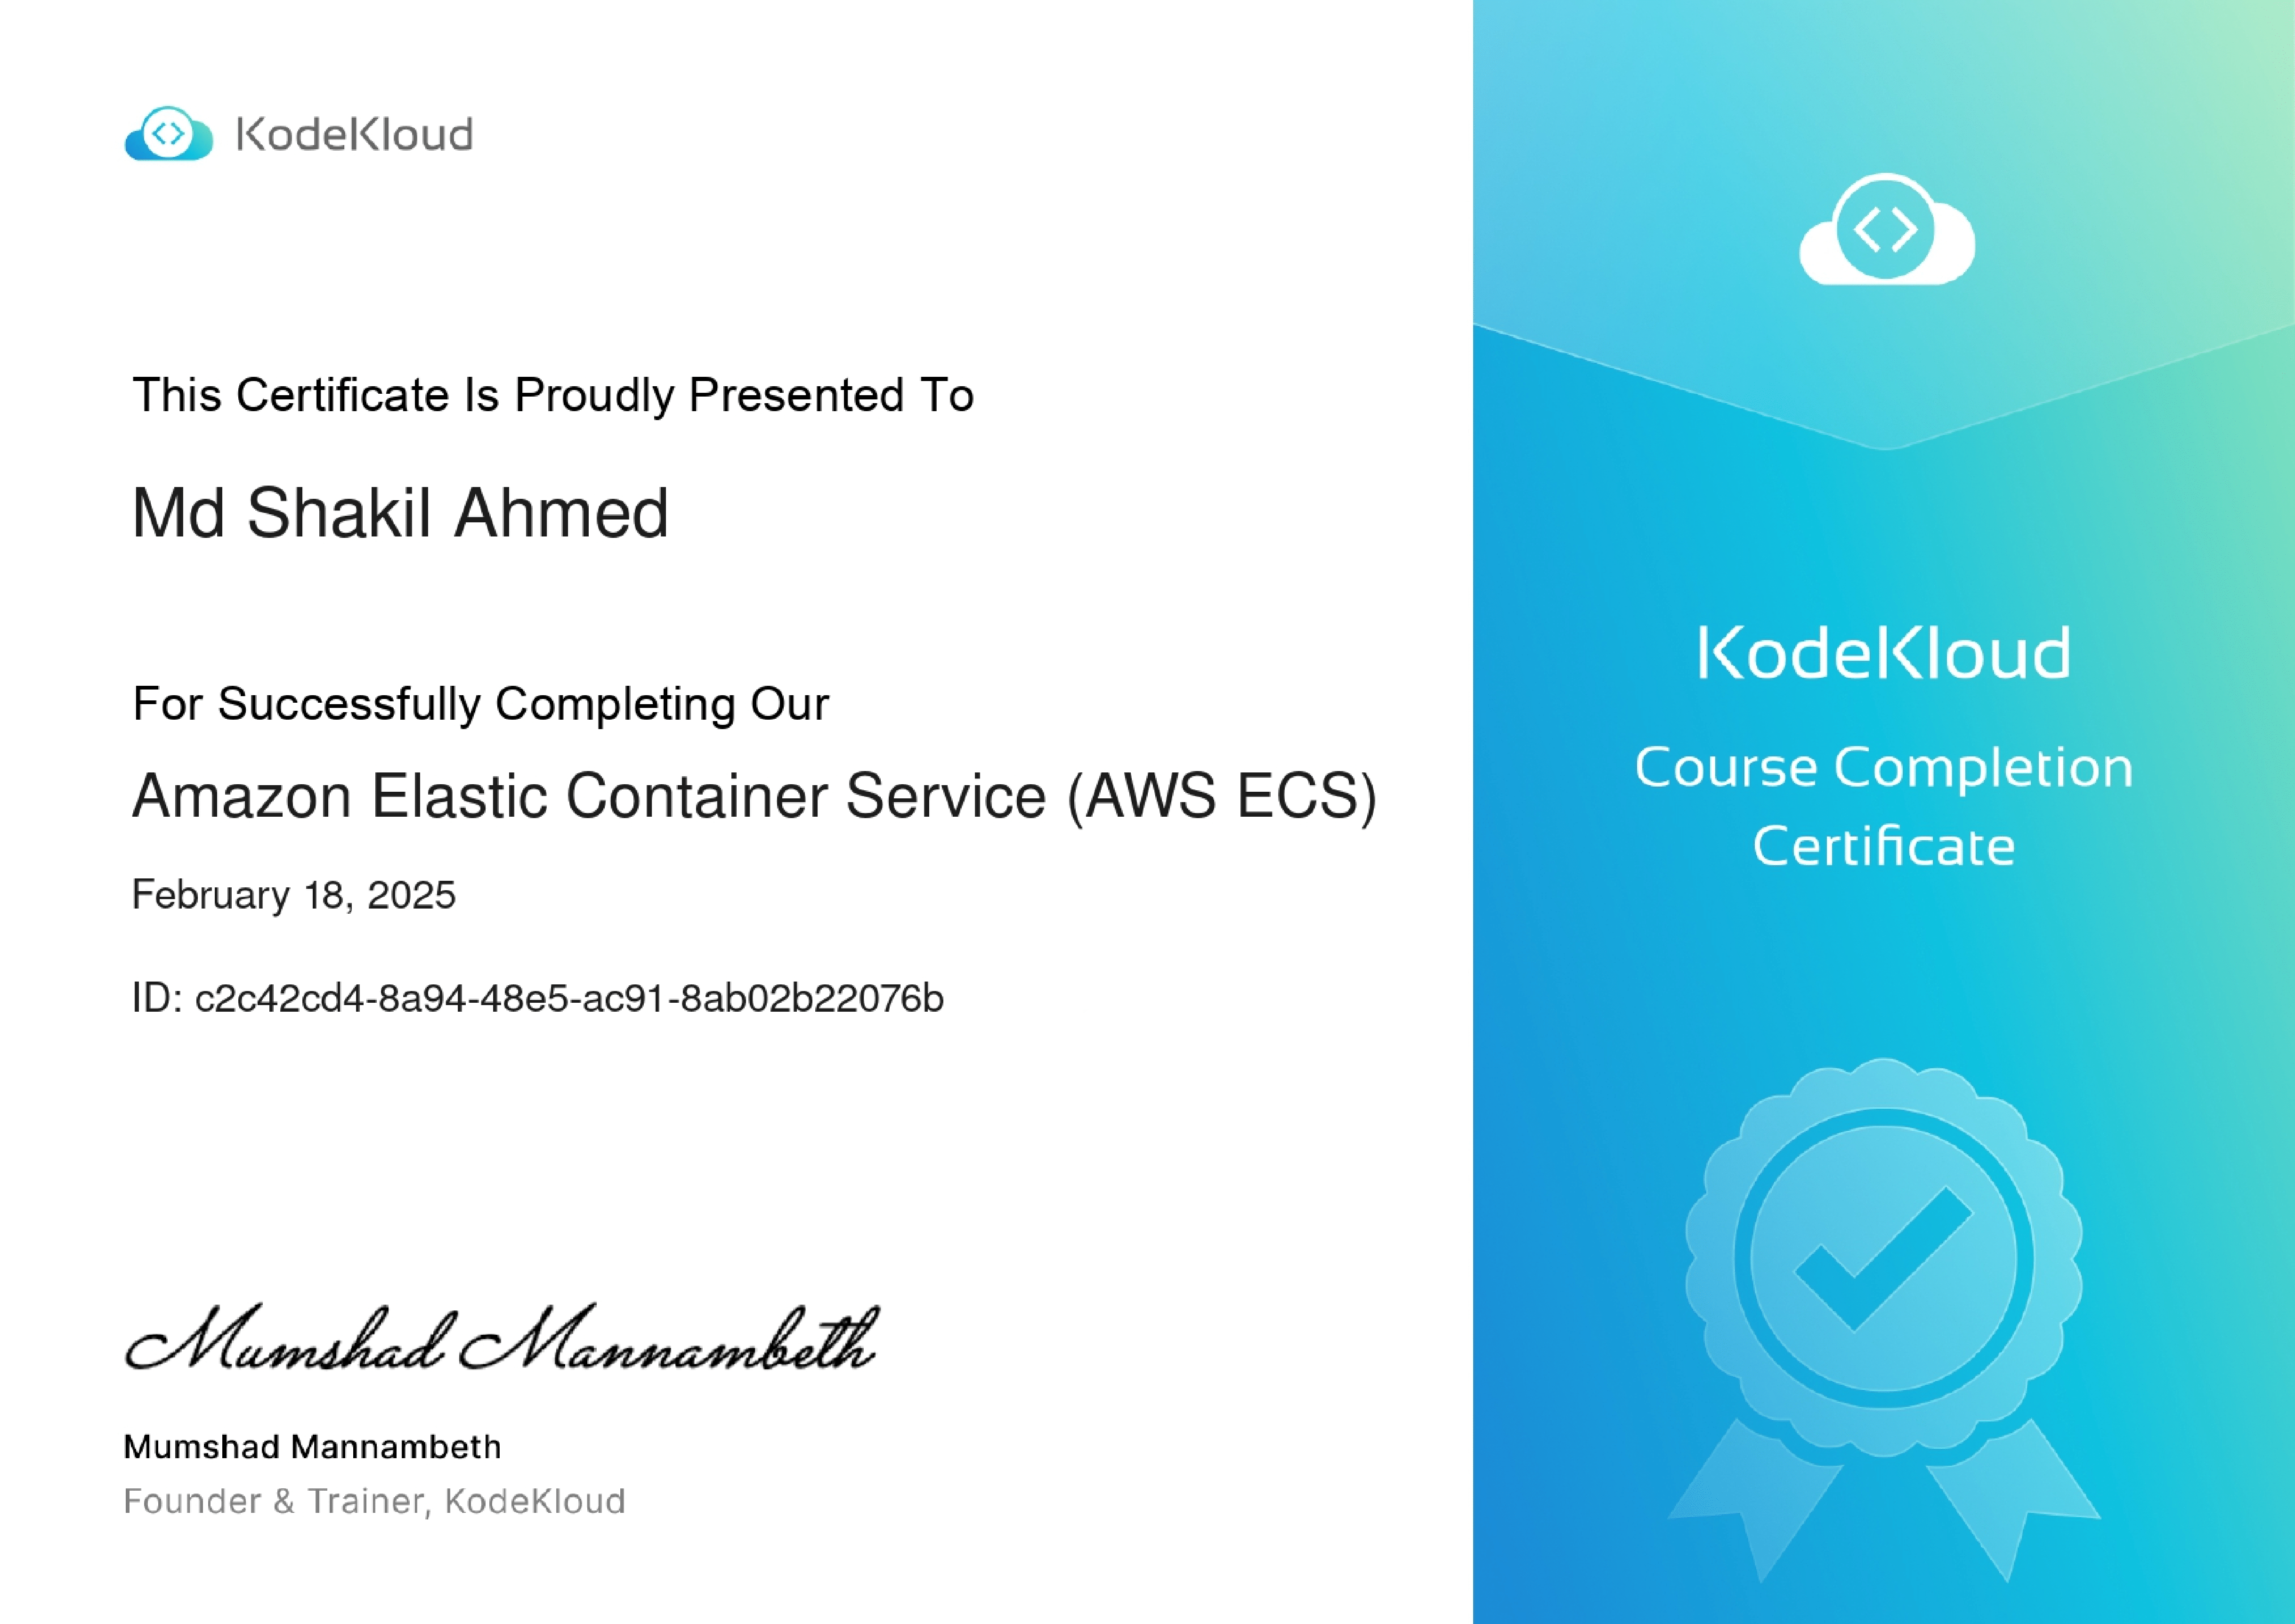 KodeKloud
This Certificate Is Proudly Presented To
Md Shakil Ahmed
For Successfully Completing Our
Amazon Elastic Container Service (AWS ECS)
February 18, 2025
ID: c2c42cd4-8a94-48e5-ac91-8ab02b22076b
Mumshad Mannambeth
Mumshad Mannambeth
Founder & Trainer, KodeKloud
KodeKloud
Course Completion
Certificate